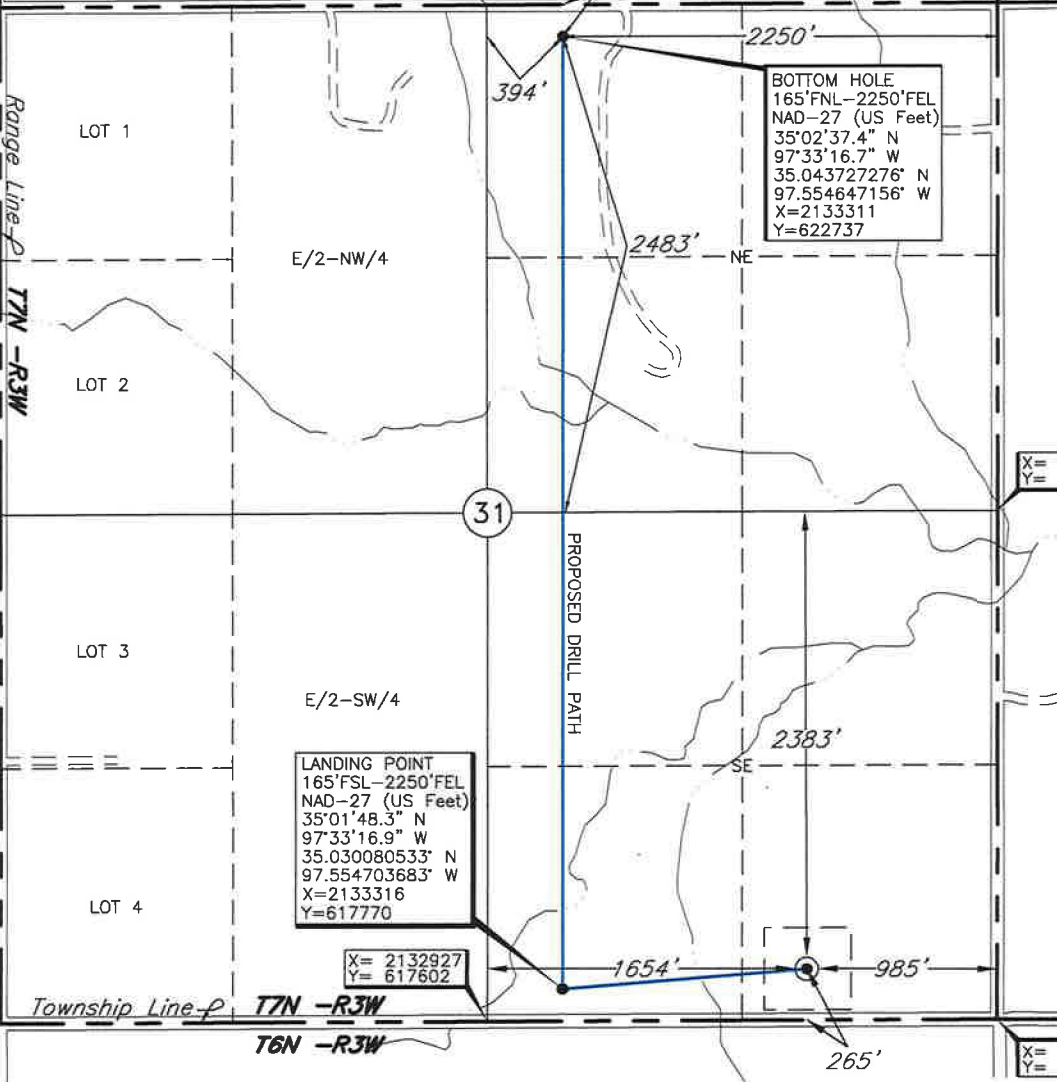 2250'
394'
BOTTOM HOLE
165'FNL-2250'FEL
NAD-27 (US Feet)
35°02'37.4" N
97°33'16.7" W
35.043727276° N
97.554647156° W
X=2133311
Y=622737
Range Line
LOT 1
E/2-NW/4
2483'
NE
T7N -R3W
LOT 2
X=
Y=
31
PROPOSED DRILL PATH
LOT 3
E/2-SW/4
2383'
SE
LANDING POINT
165'FSL-2250'FEL
NAD-27 (US Feet)
35°01'48.3" N
97°33'16.9" W
35.030080533° N
97.554703683° W
X=2133316
Y=617770
LOT 4
X= 2132927
Y= 617602
1654'
985'
Township Line
T7N -R3W
T6N -R3W
265'
X=
Y=